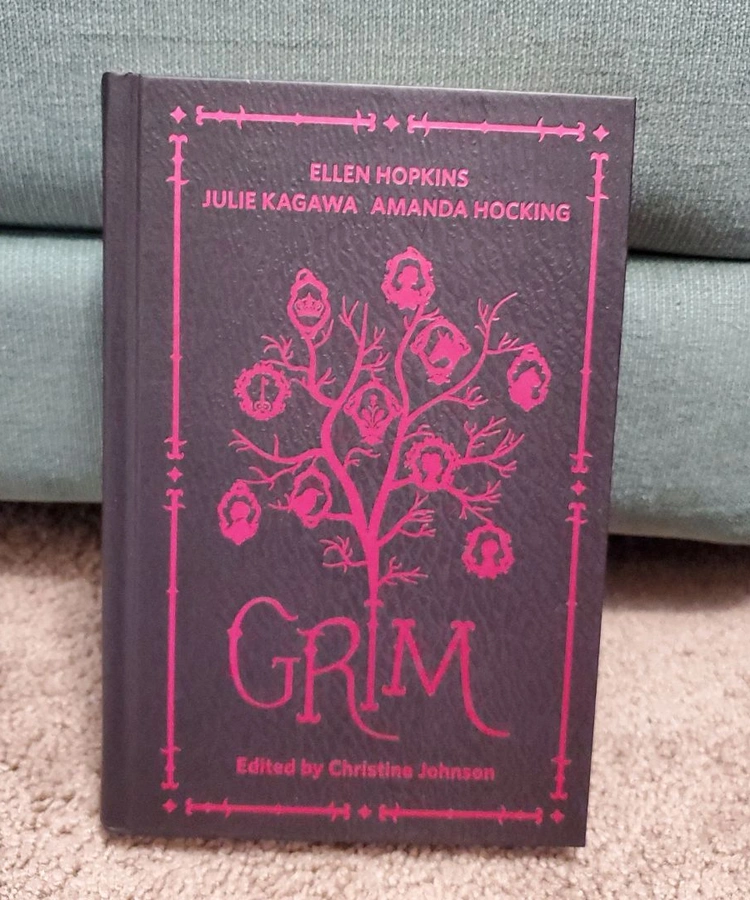 ELLEN HOPKINS
JULIE KAGAWA AMANDA HOCKING
GRIM
Edited by Christine Johnson